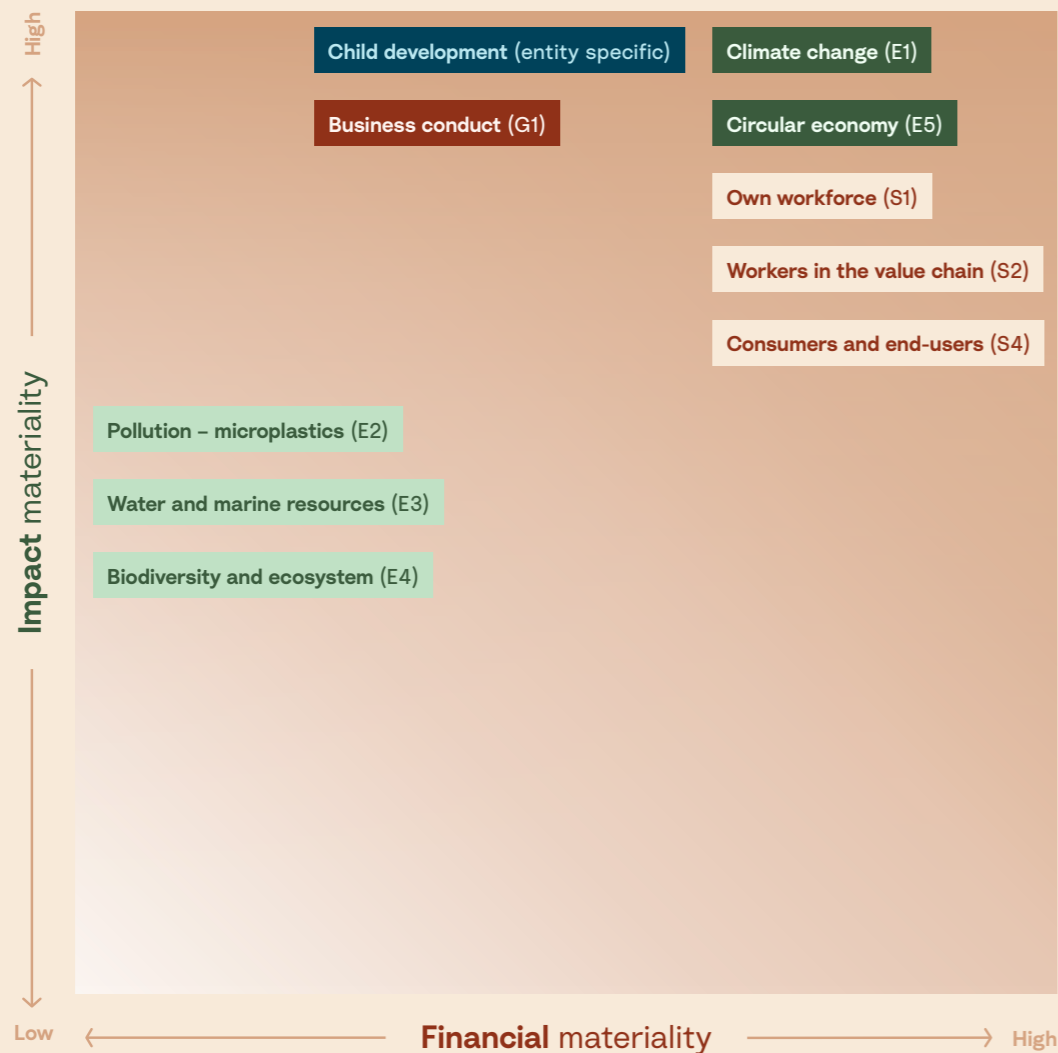 High
Child development (entity specific)
Climate change (E1)
Business conduct (G1)
Circular economy (E5)
Own workforce (S1)
Workers in the value chain (S2)
Consumers and end-users (S4)
Impact materiality
Pollution – microplastics (E2)
Water and marine resources (E3)
Biodiversity and ecosystem (E4)
Low
Financial materiality
High